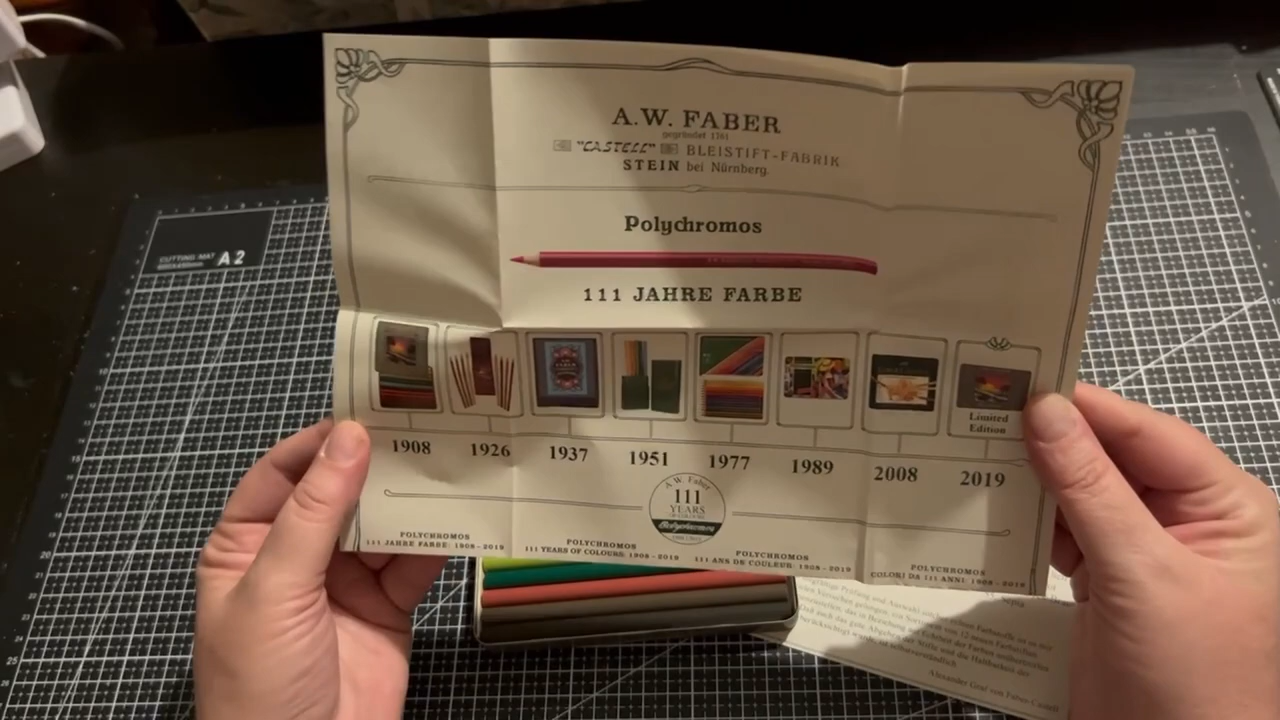 A.W. FABER
gegründet 1761
"CASTELL" BLEISTIFT-FABRIK
STEIN bei Nürnberg.
Polychromos
111 JAHRE FARBE
Limited
Edition
1908 1926 1937 1951 1977 1989 2008 2019
A.W. Faber
111
YEARS
Polychromos
POLYCHROMOS
111 JAHRE FARBE: 1908-2019
POLYCHROMOS
111 YEARS OF COLOURS: 1908-2019
POLYCHROMOS
111 ANS DE COULEUR: 1908-2019
POLYCHROMOS
COLORI DA 111 ANNI: 1908-2019
CUTTING MAT A2
Alexander Graf von Faber-Castell